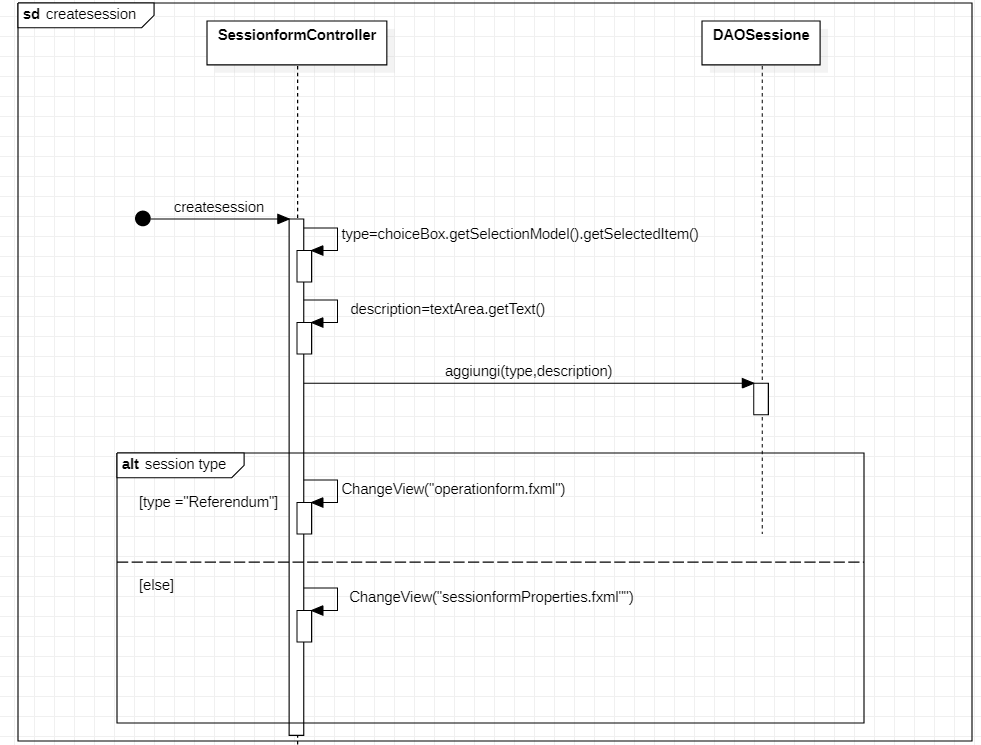 sd createsession
SessionformController
DAOSessione
createsession
type=choiceBox.getSelectionModel().getSelectedItem()
description=textArea.getText()
aggiungi(type,description)
alt session type
ChangeView("operationform.fxml")
[type ="Referendum"]
[else]
ChangeView("sessionformProperties.fxml"")